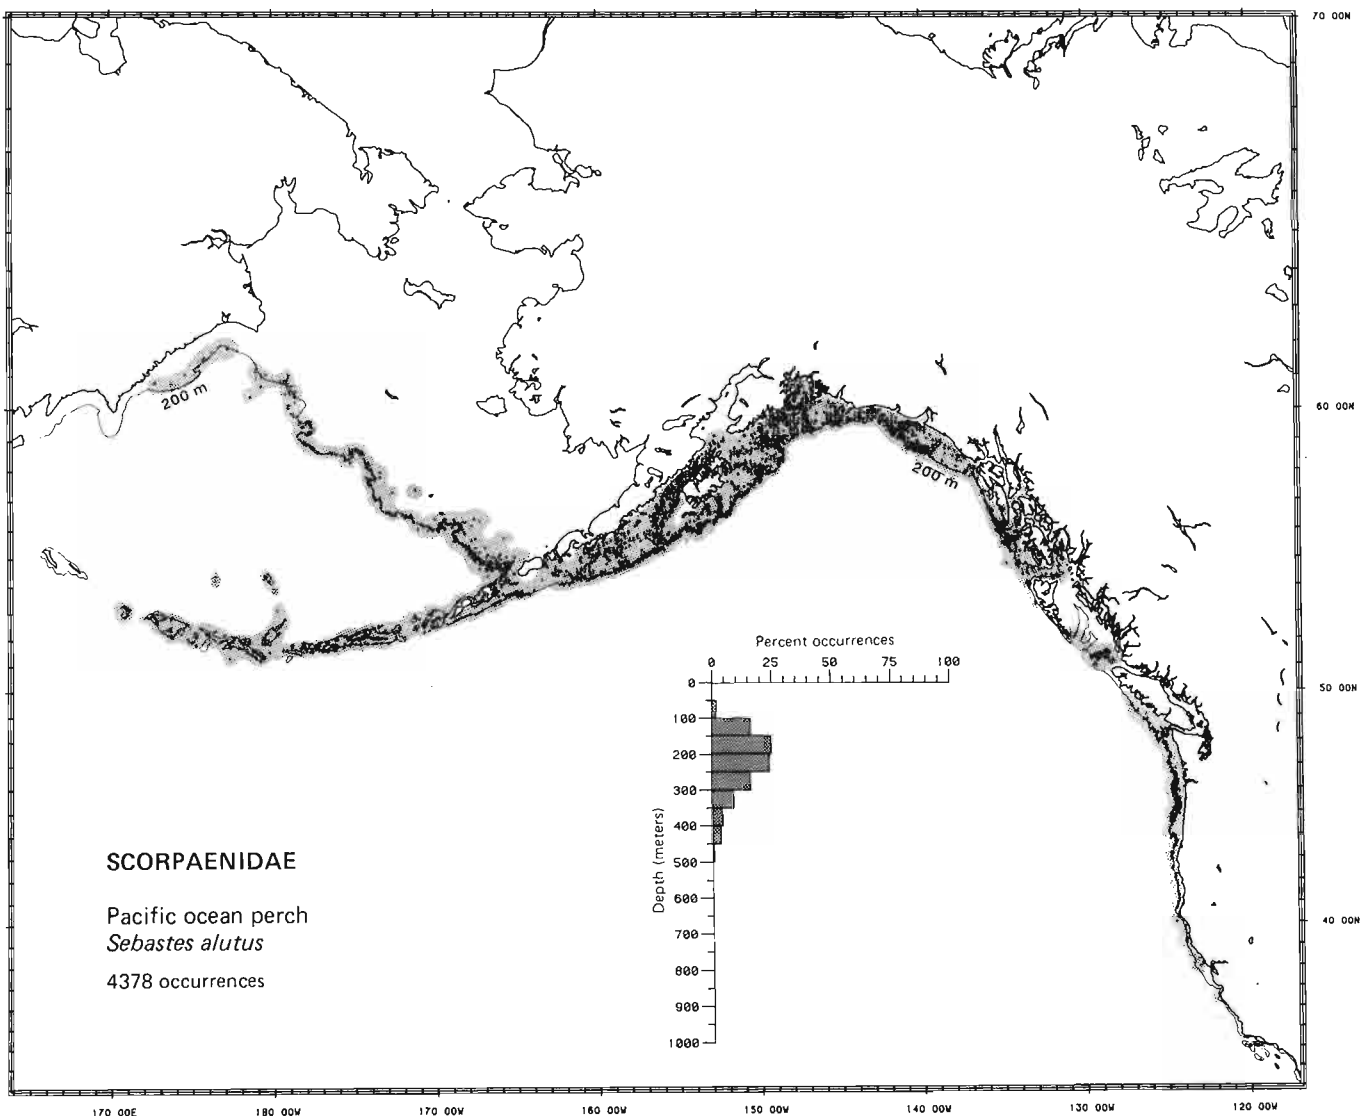 70 00N
200 m
60 00N
200 m
Percent occurrences
0 25 50 75 100
50 00N
0
100
200
300
400
500
600
700
800
900
1000
Depth (meters)
SCORPAENIDAE
Pacific ocean perch
Sebastes alutus
4378 occurrences
40 00N
170 00E 180 00W 170 00W 160 00W 150 00W 140 00W 130 00W 120 00W